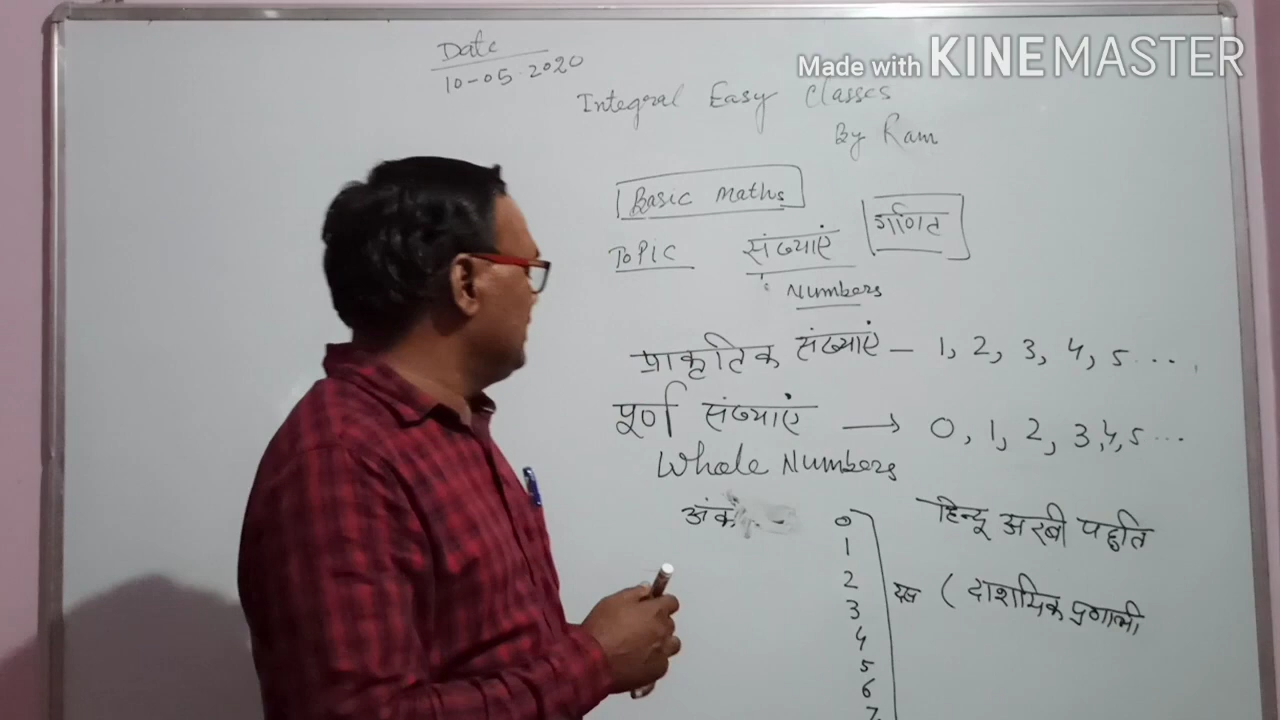 Made with KINEMASTER
Date
10-05-2020
Integral Easy Classes
By Ram
Basic Maths
गणित
TOPIC संख्याएं
Numbers
प्राकृतिक संख्याएं – 1, 2, 3, 4, 5 ...
पूर्ण संख्याएं → 0, 1, 2, 3, 4, 5 ...
Whole Numbers
अंक
0
1
2
3
4
5
6
7
हिन्दू अरबी पद्धति
( दाशमिक प्रणाली